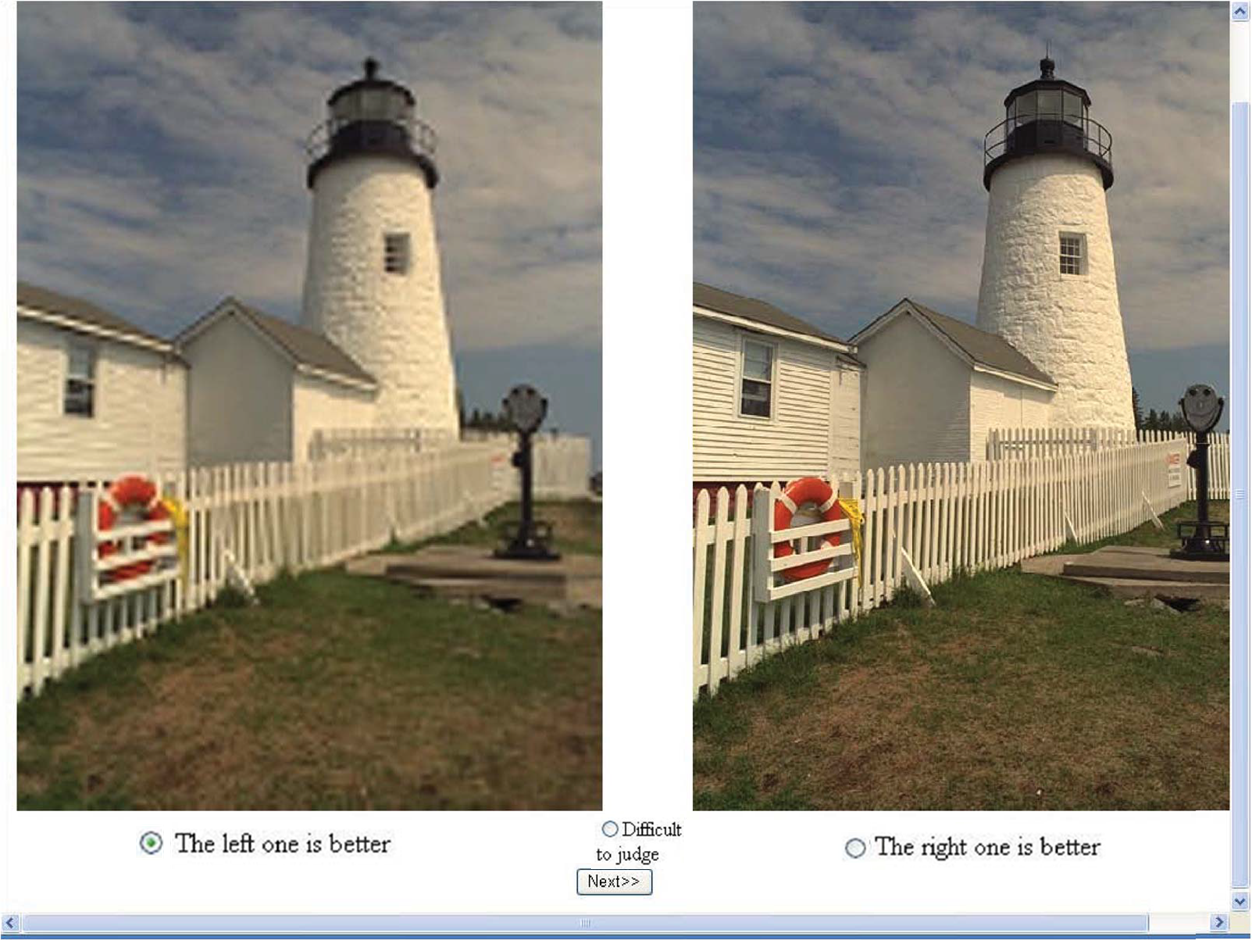 The left one is better
Difficult
to judge
The right one is better
Next>>